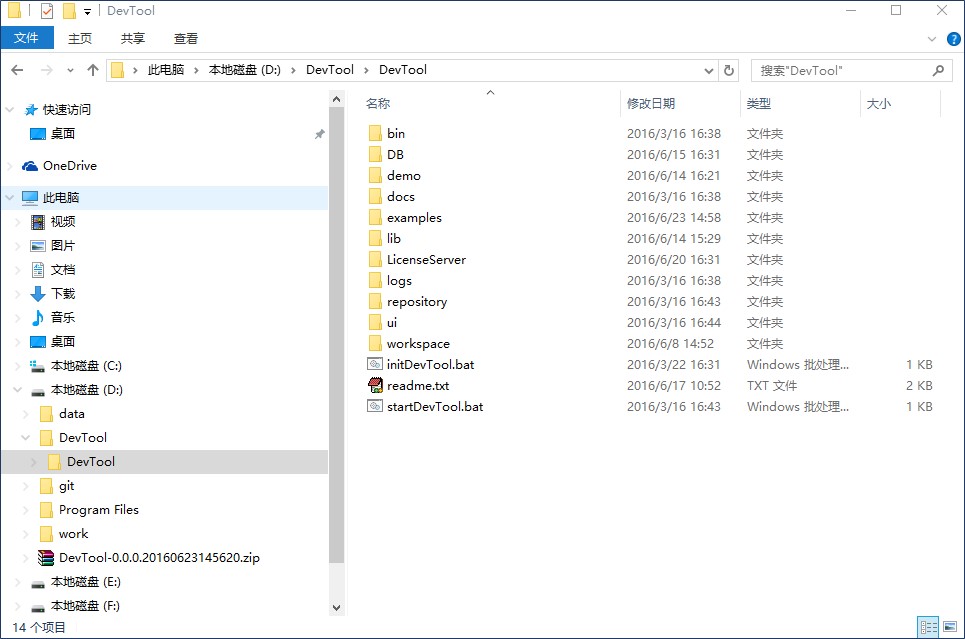 DevTool
文件 主页 共享 查看
此电脑 本地磁盘 (D:) DevTool DevTool 搜索"DevTool"
快速访问
桌面
OneDrive
此电脑
视频
图片
文档
下载
音乐
桌面
本地磁盘 (C:)
本地磁盘 (D:)
data
DevTool
DevTool
git
Program Files
work
DevTool-0.0.0.20160623145620.zip
本地磁盘 (E:)
本地磁盘 (F:)
名称 修改日期 类型 大小
bin 2016/3/16 16:38 文件夹
DB 2016/6/15 16:31 文件夹
demo 2016/6/14 16:21 文件夹
docs 2016/3/16 16:38 文件夹
examples 2016/6/23 14:58 文件夹
lib 2016/6/14 15:29 文件夹
LicenseServer 2016/6/20 16:31 文件夹
logs 2016/3/16 16:38 文件夹
repository 2016/3/16 16:43 文件夹
ui 2016/3/16 16:44 文件夹
workspace 2016/6/8 14:52 文件夹
initDevTool.bat 2016/3/22 16:31 Windows 批处理... 1 KB
readme.txt 2016/6/17 10:52 TXT 文件 2 KB
startDevTool.bat 2016/3/16 16:43 Windows 批处理... 1 KB
14 个项目